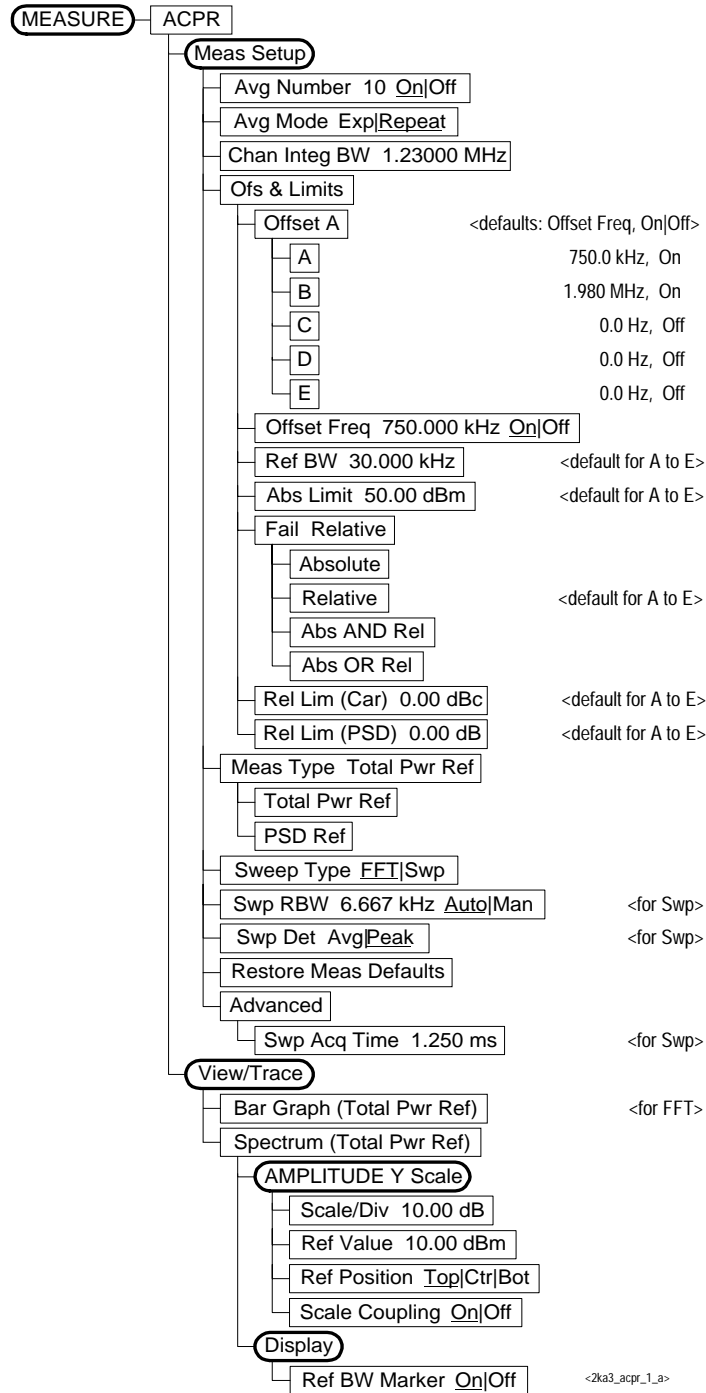 MEASURE ACPR
Meas Setup
Avg Number 10 On|Off
Avg Mode Exp|Repeat
Chan Integ BW 1.23000 MHz
Ofs & Limits
Offset A <defaults: Offset Freq, On|Off>
A 750.0 kHz, On
B 1.980 MHz, On
C 0.0 Hz, Off
D 0.0 Hz, Off
E 0.0 Hz, Off
Offset Freq 750.000 kHz On|Off
Ref BW 30.000 kHz <default for A to E>
Abs Limit 50.00 dBm <default for A to E>
Fail Relative
Absolute
Relative <default for A to E>
Abs AND Rel
Abs OR Rel
Rel Lim (Car) 0.00 dBc <default for A to E>
Rel Lim (PSD) 0.00 dB <default for A to E>
Meas Type Total Pwr Ref
Total Pwr Ref
PSD Ref
Sweep Type FFT|Swp
Swp RBW 6.667 kHz Auto|Man <for Swp>
Swp Det Avg|Peak <for Swp>
Restore Meas Defaults
Advanced
Swp Acq Time 1.250 ms <for Swp>
View/Trace
Bar Graph (Total Pwr Ref) <for FFT>
Spectrum (Total Pwr Ref)
AMPLITUDE Y Scale
Scale/Div 10.00 dB
Ref Value 10.00 dBm
Ref Position Top|Ctr|Bot
Scale Coupling On|Off
Display
Ref BW Marker On|Off <2ka3_acpr_1_a>